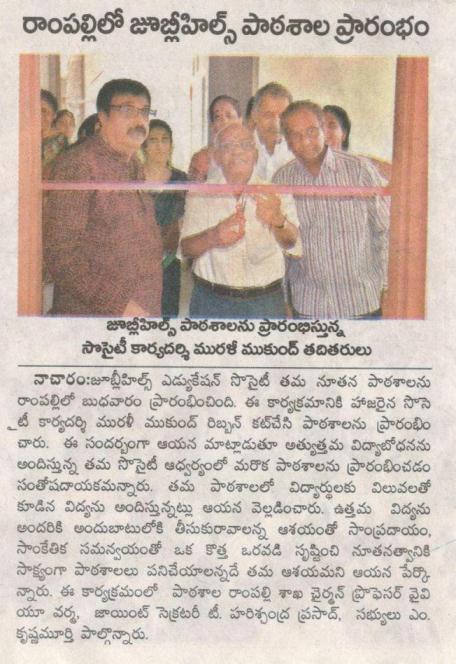 రాంపల్లిలో జూబ్లీహిల్స్ పాఠశాల ప్రారంభం
జూబ్లీహిల్స్ పాఠశాలను ప్రారంభిస్తున్న
సొసైటీ కార్యదర్శి మురళీ ముకుంద్ తదితరులు
నాచారం:జూబ్లీహిల్స్ ఎడ్యుకేషన్ సొసైటీ తమ నూతన పాఠశాలను
రాంపల్లిలో బుధవారం ప్రారంభించింది. ఈ కార్యక్రమానికి హాజరైన సొసై
టీ కార్యదర్శి మురళీ ముకుంద్ రిబ్బన్ కట్‌చేసి పాఠశాలను ప్రారంభిం
చారు. ఈ సందర్భంగా ఆయన మాట్లాడుతూ అత్యుత్తమ విద్యాబోధనను
అందిస్తున్న తమ సొసైటీ ఆధ్వర్యంలో మరొక పాఠశాలను ప్రారంభించడం
సంతోషదాయకమన్నారు. తమ పాఠశాలలో విద్యార్థులకు విలువలతో
కూడిన విద్యను అందిస్తున్నట్లు ఆయన వెల్లడించారు. ఉత్తమ విద్యను
అందరికి అందుబాటులోకి తీసుకురావాలన్న ఆశయంతో సాంప్రదాయం,
సాంకేతిక సమన్వయంతో ఒక కొత్త ఒరవడి సృష్టించి నూతనత్వానికి
సాక్ష్యంగా పాఠశాలలు పనిచేయాలన్నదే తమ ఆశయమని ఆయన పేర్కొ
న్నారు. ఈ కార్యక్రమంలో పాఠశాల రాంపల్లి శాఖ చైర్మన్ ప్రొఫెసర్ వైవి
యూ వర్మ, జాయింట్ సెక్రటరీ టీ. హరిశ్చంద్ర ప్రసాద్, సభ్యులు ఎం.
కృష్ణమూర్తి పాల్గొన్నారు.